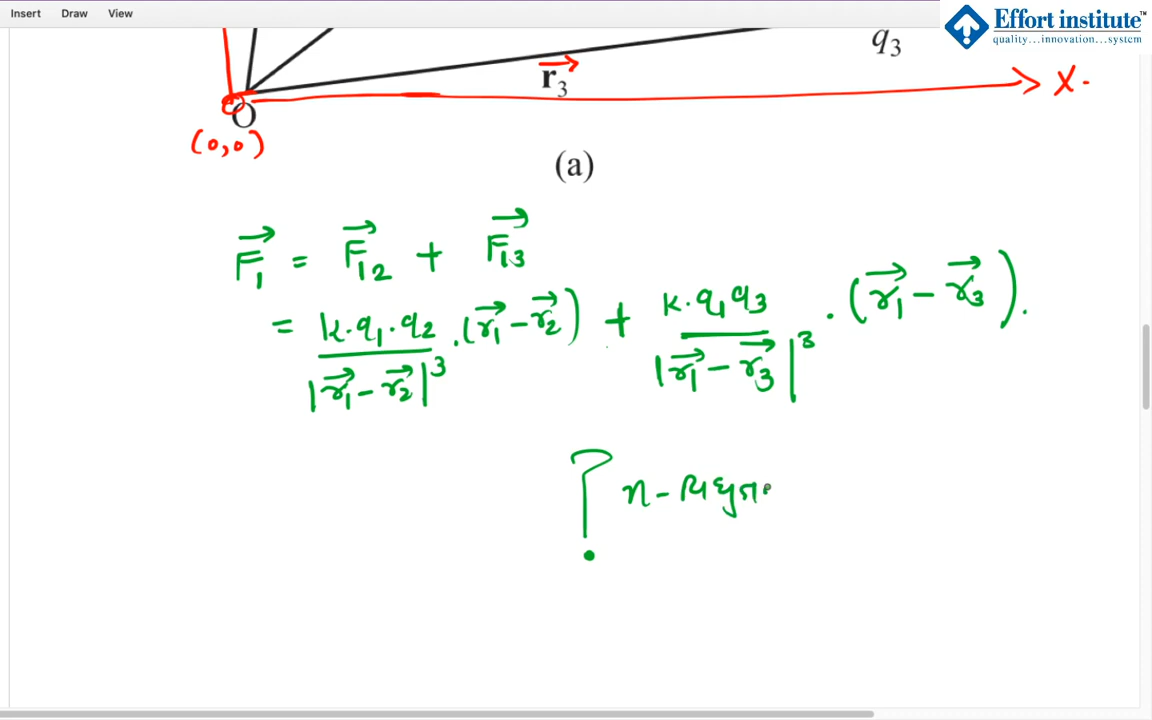 Insert Draw View
Effort institute™
quality...innovation...system
q₃
r₃
X.
O
(0,0)
(a)
F₁ = F₁₂ + F₁₃
= K·q₁·q₂ / |r₁ - r₂|³ · (r₁ - r₂) + K·q₁q₃ / |r₁ - r₃|³ · (r₁ - r₃).
? n -